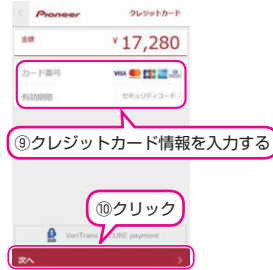 Pioneer クレジットカード
金額
¥ 17,280
カード番号 VISA
有効期限 セキュリティコード
⑨クレジットカード情報を入力する
⑩クリック
VeriTrans CURE payment
次へ